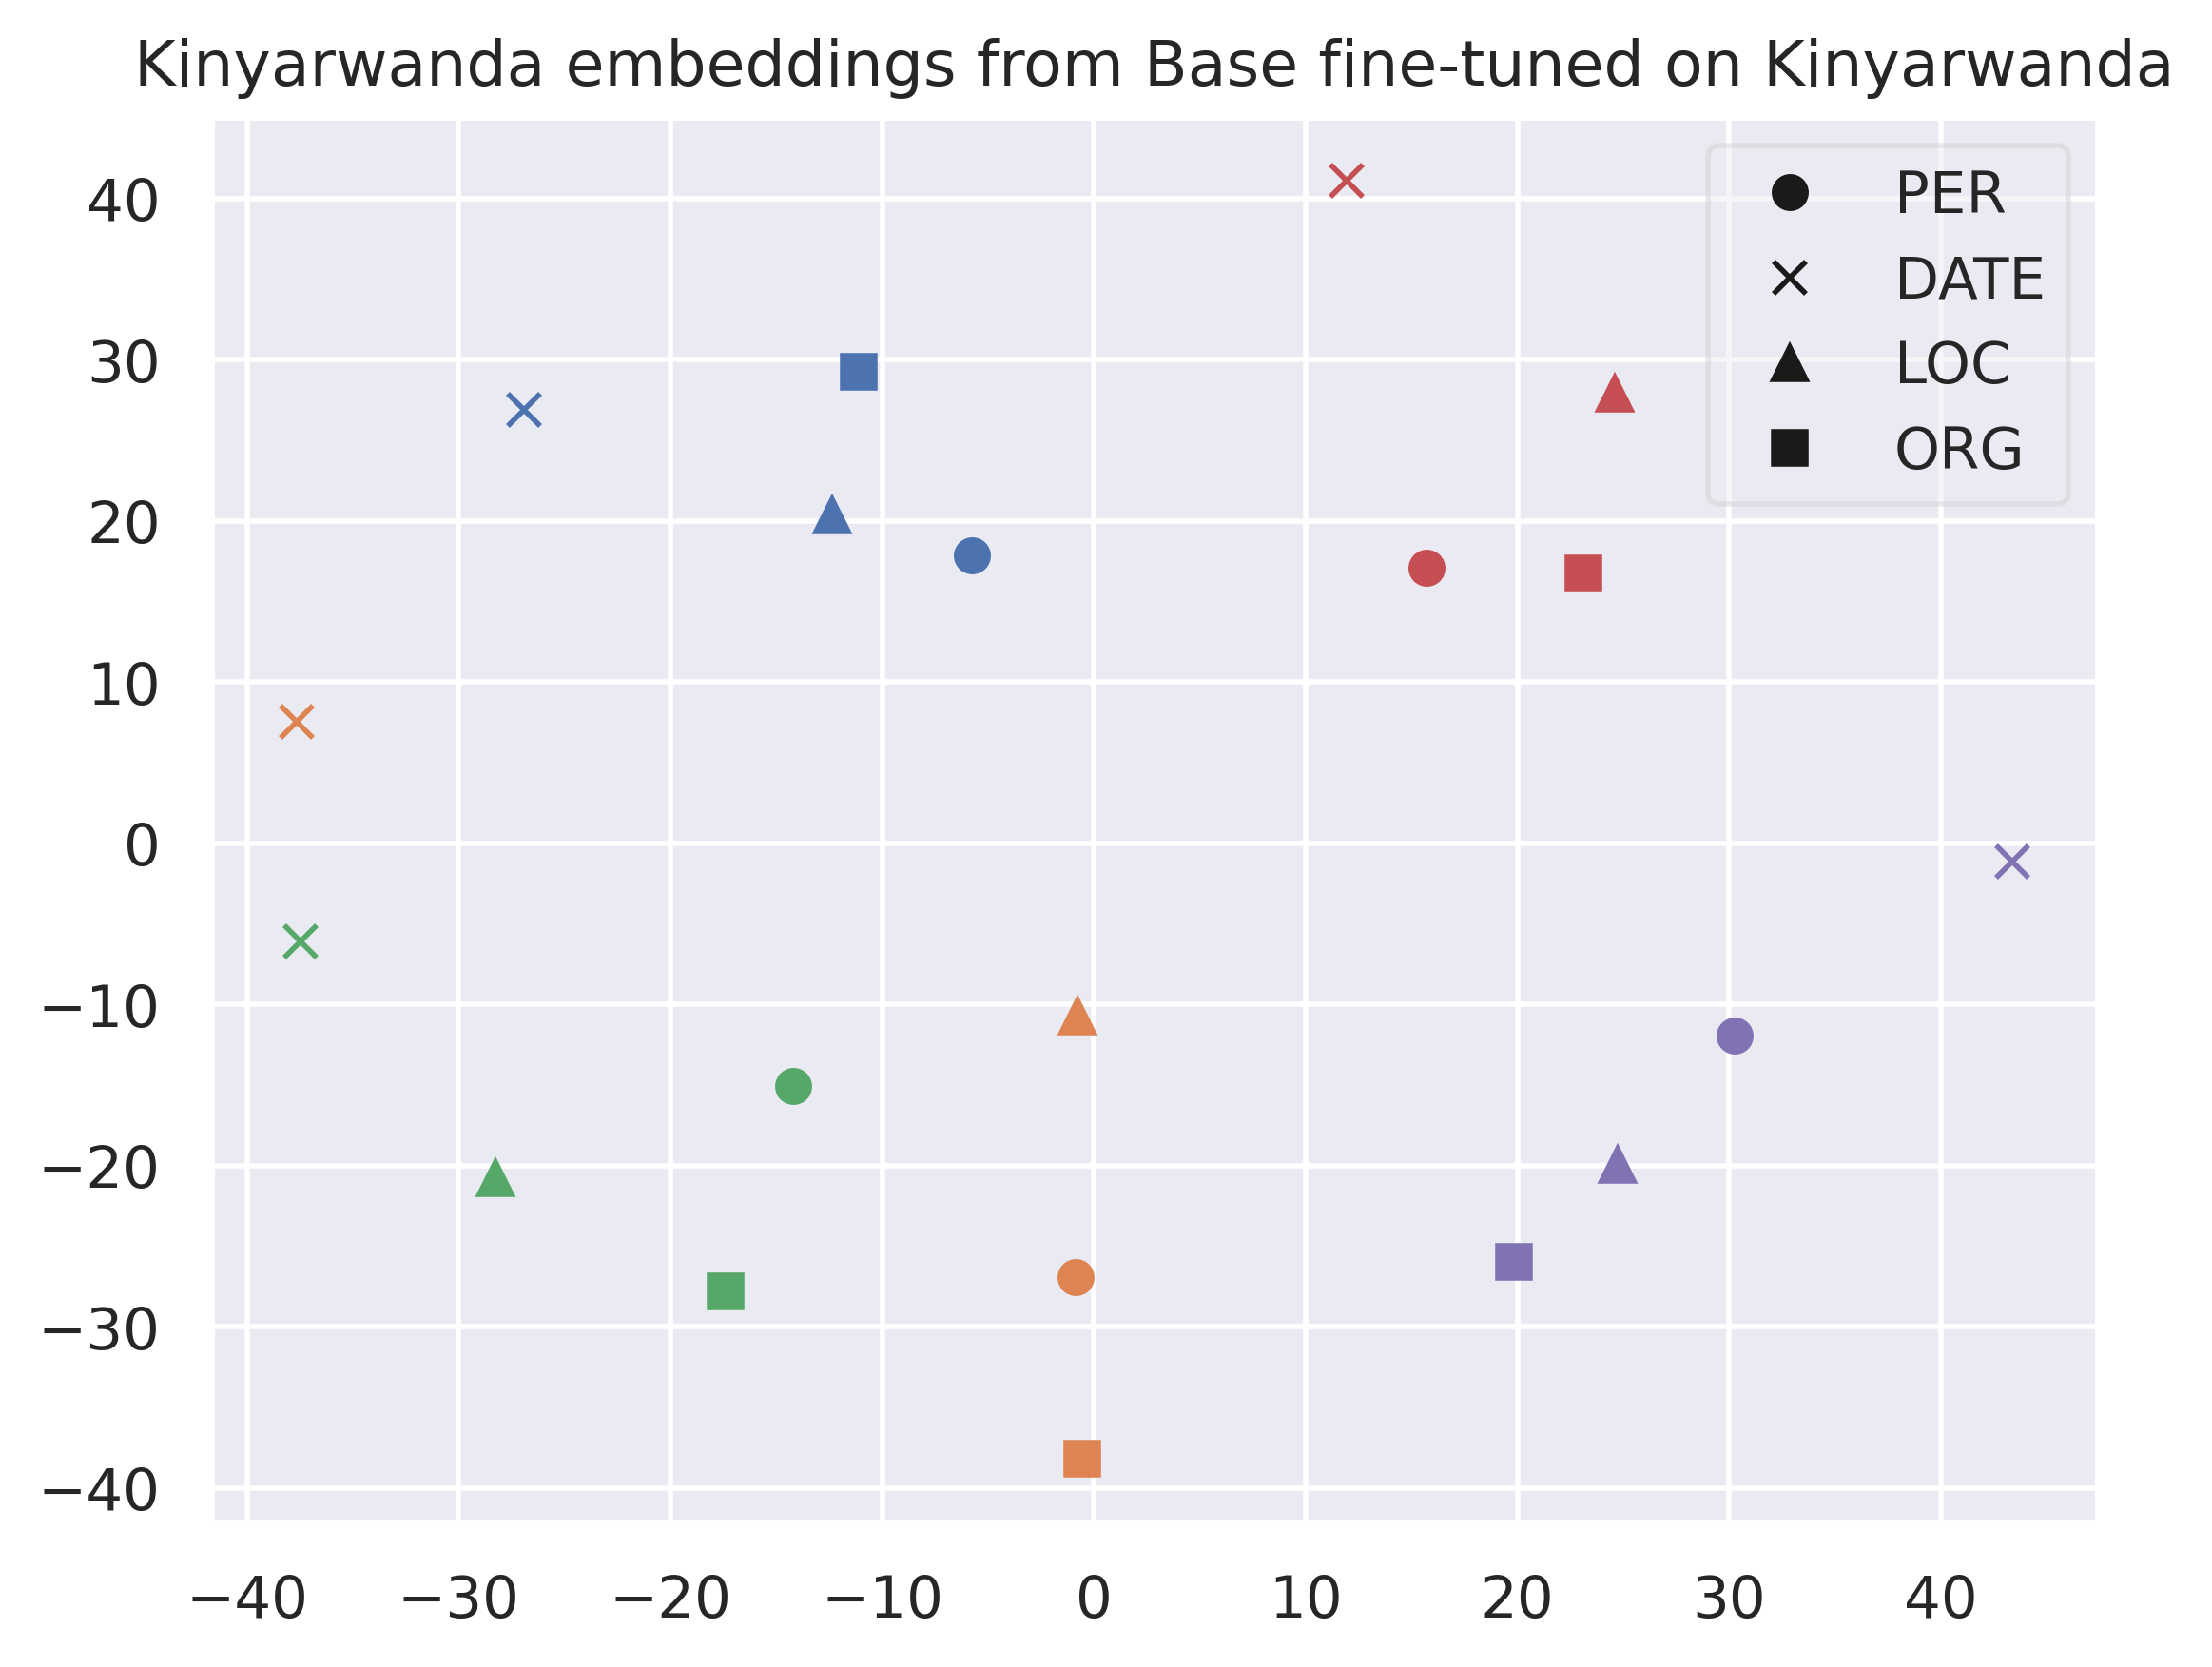 Kinyarwanda embeddings from Base fine-tuned on Kinyarwanda
PER
DATE
LOC
ORG
40
30
20
10
0
−10
−20
−30
−40
−40 −30 −20 −10 0 10 20 30 40